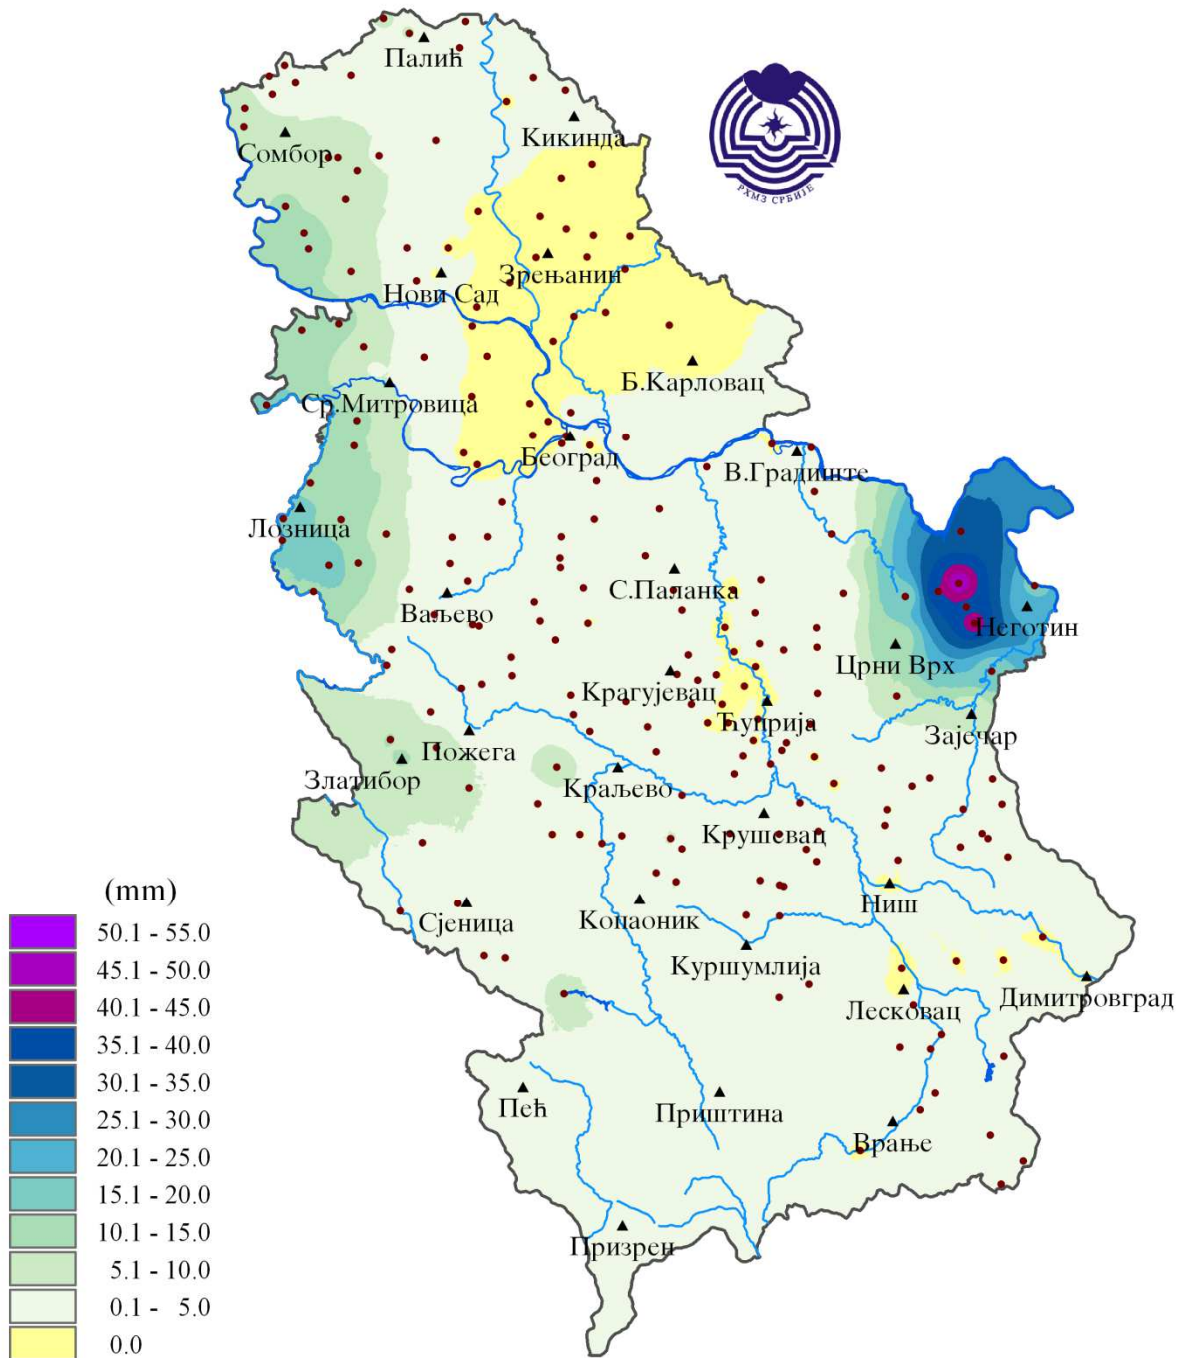 Палић
Кикинда
Сомбор
РХМЗ СРБИЈЕ
Зрењанин
Нови Сад
Б.Карловац
Ср.Митровица
Београд
В.Градиште
Лозница
С.Паланка
Ваљево
Неготин
Црни Врх
Крагујевац
Ћуприја
Зајечар
Пожега
Златибор
Краљево
Крушевац
(mm)
Ниш
Сјеница
Копаоник
50.1 - 55.0
Куршумлија
45.1 - 50.0
Димитровград
Лесковац
40.1 - 45.0
35.1 - 40.0
30.1 - 35.0
Пећ
Приштина
25.1 - 30.0
Врање
20.1 - 25.0
15.1 - 20.0
10.1 - 15.0
Призрен
5.1 - 10.0
0.1 - 5.0
0.0